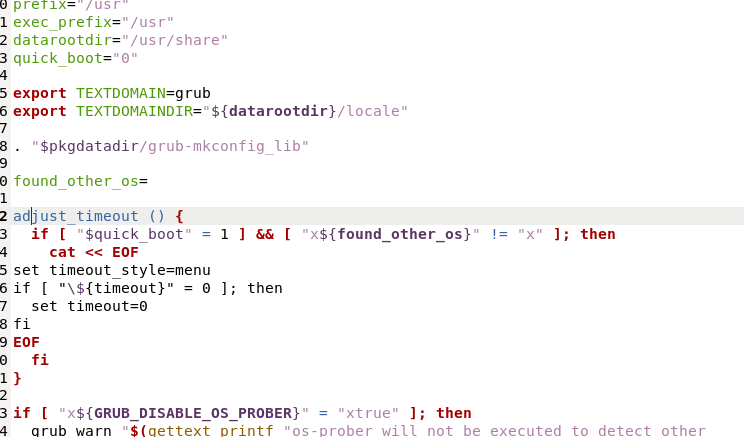 0 prefix="/usr"
1 exec_prefix="/usr"
2 datarootdir="/usr/share"
3 quick_boot="0"
4
5 export TEXTDOMAIN=grub
6 export TEXTDOMAINDIR="${datarootdir}/locale"
7
8 . "$pkgdatadir/grub-mkconfig_lib"
9
0 found_other_os=
1
2 adjust_timeout () {
3   if [ "$quick_boot" = 1 ] && [ "x${found_other_os}" != "x" ]; then
4     cat << EOF
5 set timeout_style=menu
6 if [ "\${timeout}" = 0 ]; then
7   set timeout=0
8 fi
9 EOF
0   fi
1 }
2
3 if [ "x${GRUB_DISABLE_OS_PROBER}" = "xtrue" ]; then
4   grub_warn "$(gettext_printf "os-prober will not be executed to detect other